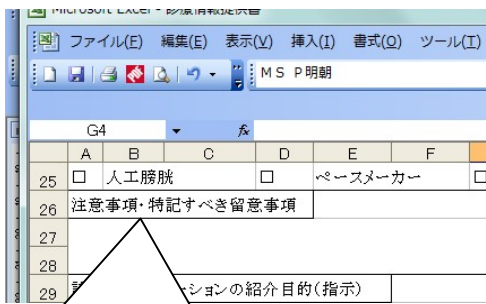 Microsoft Excel - 診療情報提供書
ファイル(F) 編集(E) 表示(V) 挿入(I) 書式(O) ツール(T)
ＭＳ Ｐ明朝
G4 fx
A B C D E F
25 □ 人工膀胱 □ ペースメーカー □
26 注意事項・特記すべき留意事項
27
28
29 ーションの紹介目的(指示)